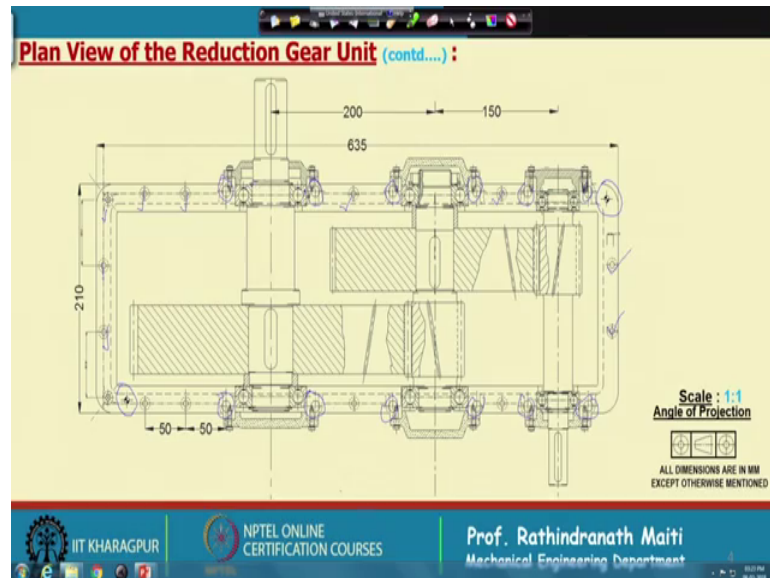 Plan View of the Reduction Gear Unit (contd....) :
200
150
635
210
50
50
Scale : 1:1
Angle of Projection
ALL DIMENSIONS ARE IN MM
EXCEPT OTHERWISE MENTIONED
IIT KHARAGPUR
NPTEL ONLINE
CERTIFICATION COURSES
Prof. Rathindranath Maiti
Mechanical Engineering Department
4